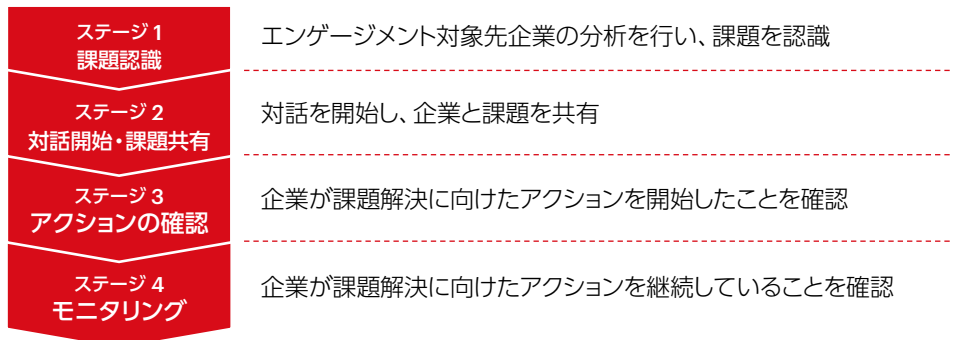 ステージ 1
課題認識
エンゲージメント対象先企業の分析を行い、課題を認識
ステージ 2
対話開始・課題共有
対話を開始し、企業と課題を共有
ステージ 3
アクションの確認
企業が課題解決に向けたアクションを開始したことを確認
ステージ 4
モニタリング
企業が課題解決に向けたアクションを継続していることを確認